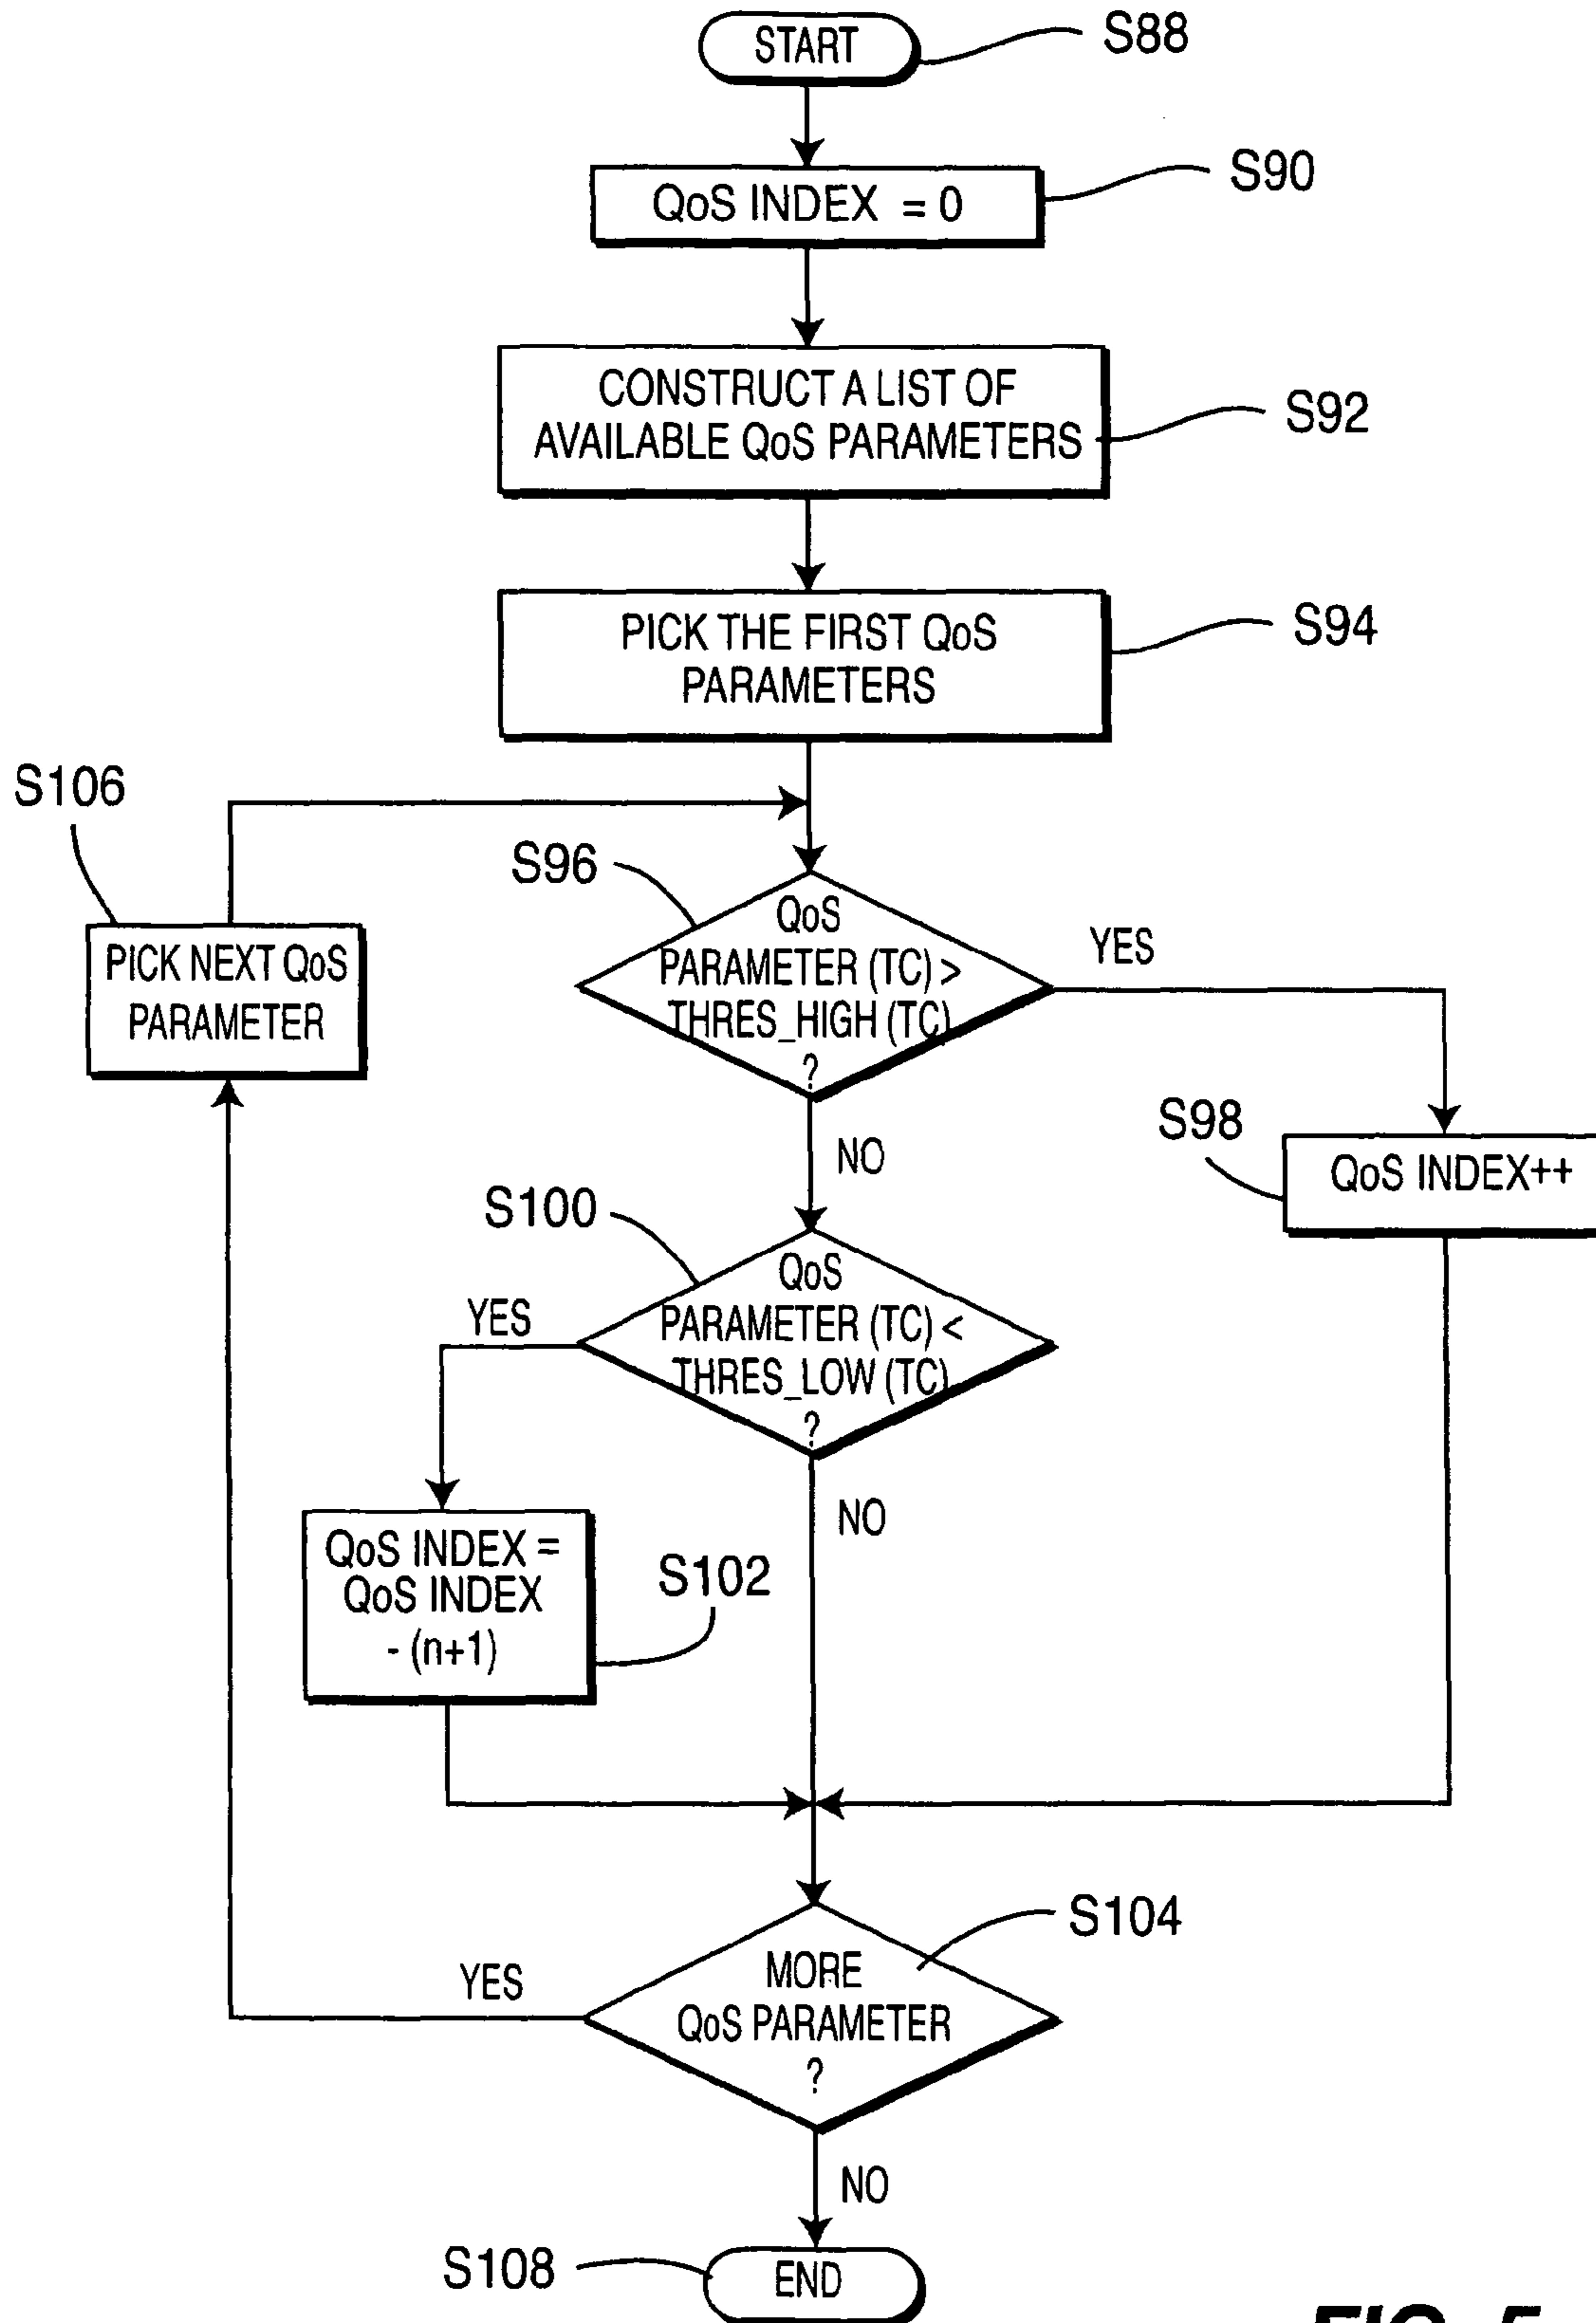 START
S88
QoS INDEX = 0
S90
CONSTRUCT A LIST OF
AVAILABLE QoS PARAMETERS
S92
PICK THE FIRST QoS
PARAMETERS
S94
S106
PICK NEXT QoS
PARAMETER
S96
QoS
PARAMETER (TC) >
THRES_HIGH (TC)
?
YES
NO
S98
QoS INDEX++
S100
QoS
PARAMETER (TC) <
THRES_LOW (TC)
?
YES
NO
QoS INDEX =
QoS INDEX
- (n+1)
S102
S104
MORE
QoS PARAMETER
?
YES
NO
S108
END